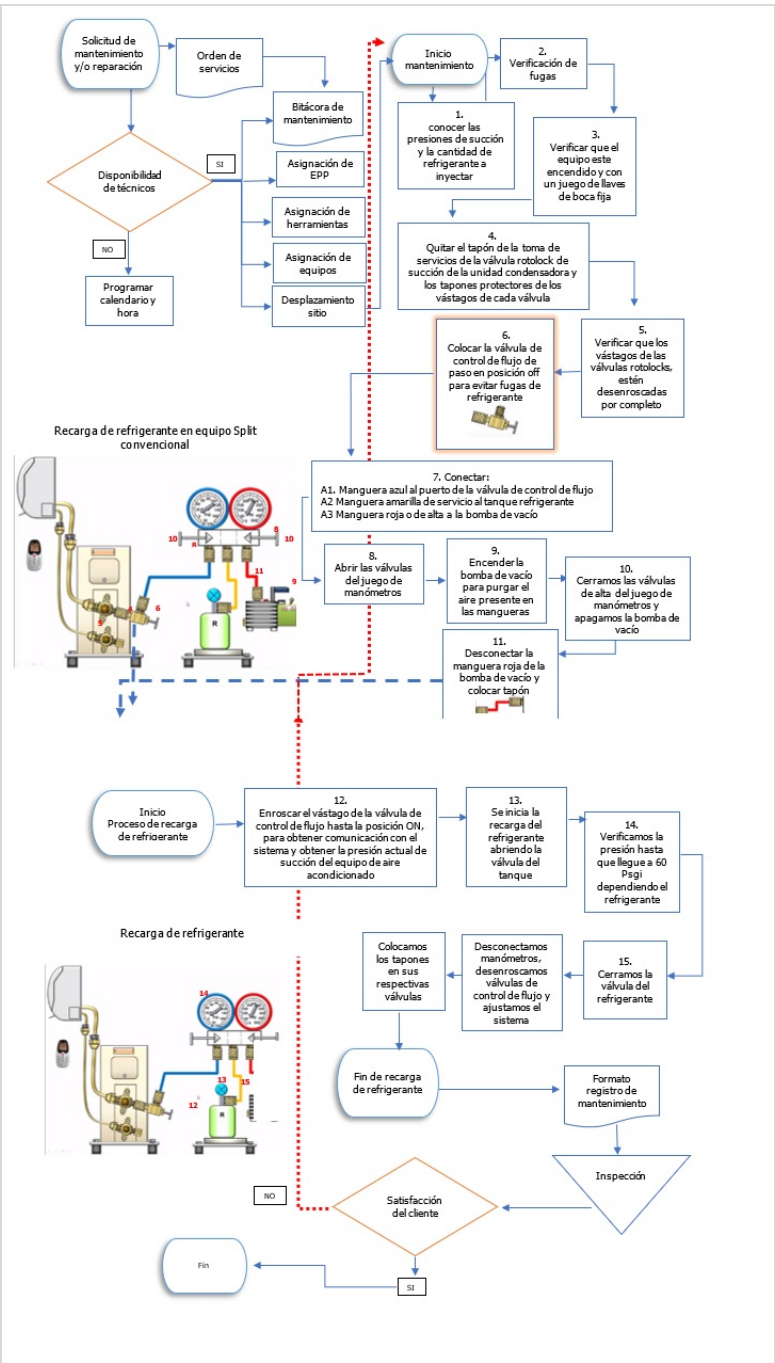 Solicitud de
mantenimiento
y/o reparación
Orden de
servicios
Bitácora de
mantenimiento
Disponibilidad
de técnicos
SI
NO
Asignación de
EPP
Asignación de
herramientas
Asignación de
equipos
Desplazamiento
sitio
Programar
calendario y
hora
Inicio
mantenimiento
1.
conocer las
presiones de succión
y la cantidad de
refrigerante a
inyectar
2.
Verificación de
fugas
3.
Verificar que el
equipo este
encendido y con
un juego de llaves
de boca fija
4.
Quitar el tapón de la toma de
servicios de la válvula rotolock de
succión de la unidad condensadora y
los tapones protectores de los
vástagos de cada válvula
5.
Verificar que los
vástagos de las
válvulas rotolocks,
estén
desenroscadas
por completo
6.
Colocar la válvula de
control de flujo de
paso en posición off
para evitar fugas de
refrigerante
Recarga de refrigerante en equipo Split
convencional
10
R
8
10
11
9
4
6
5
R
7. Conectar:
A1. Manguera azul al puerto de la válvula de control de flujo
A2 Manguera amarilla de servicio al tanque refrigerante
A3 Manguera roja o de alta a la bomba de vacío
8.
Abrir las válvulas
del juego de
manómetros
9.
Encender la
bomba de vacío
para purgar el
aire presente en
las mangueras
10.
Cerramos las válvulas
de alta del juego de
manómetros y
apagamos la bomba de
vacío
11.
Desconectar la
manguera roja de la
bomba de vacío y
colocar tapón
Inicio
Proceso de recarga
de refrigerante
12.
Enroscar el vástago de la válvula de
control de flujo hasta la posición ON,
para obtener comunicación con el
sistema y obtener la presión actual de
succión del equipo de aire
acondicionado
13.
Se inicia la
recarga del
refrigerante
abriendo la
válvula del
tanque
14.
Verificamos la
presión hasta
que llegue a 60
Psgi
dependiendo el
refrigerante
15.
Cerramos la
válvula del
refrigerante
Desconectamos
manómetros,
desenroscamos
válvulas de
control de flujo y
ajustamos el
sistema
Colocamos
los tapones en
sus
respectivas
válvulas
Recarga de refrigerante
14
13
15
12
R
Fin de recarga
de refrigerante
Formato
registro de
mantenimiento
Inspección
Satisfacción
del cliente
NO
SI
Fin